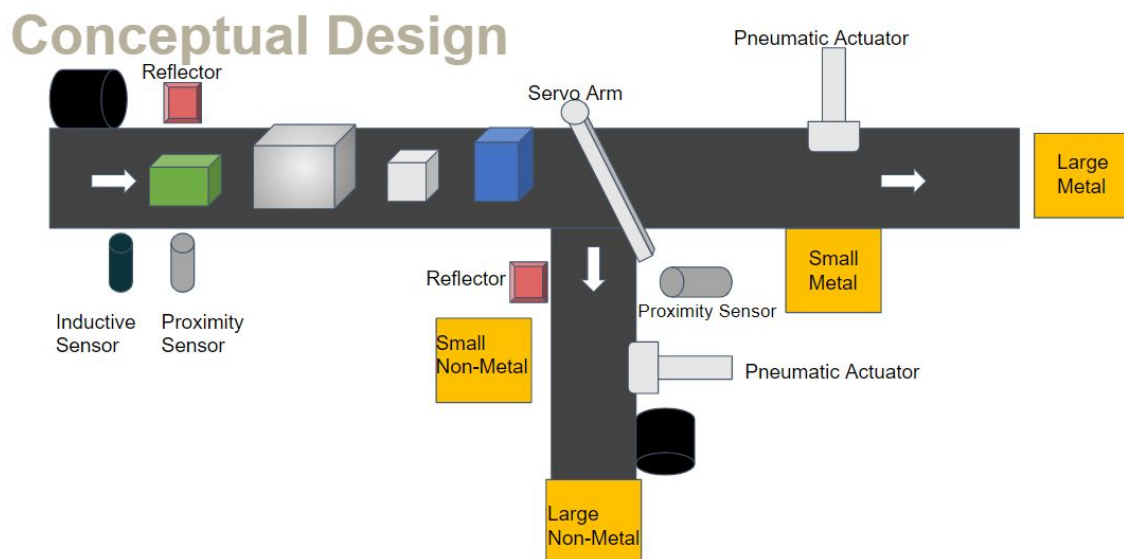 Conceptual Design
Pneumatic Actuator
Reflector
Servo Arm
Large
Metal
Small
Metal
Reflector
Proximity Sensor
Inductive
Sensor
Proximity
Sensor
Small
Non-Metal
Pneumatic Actuator
Large
Non-Metal